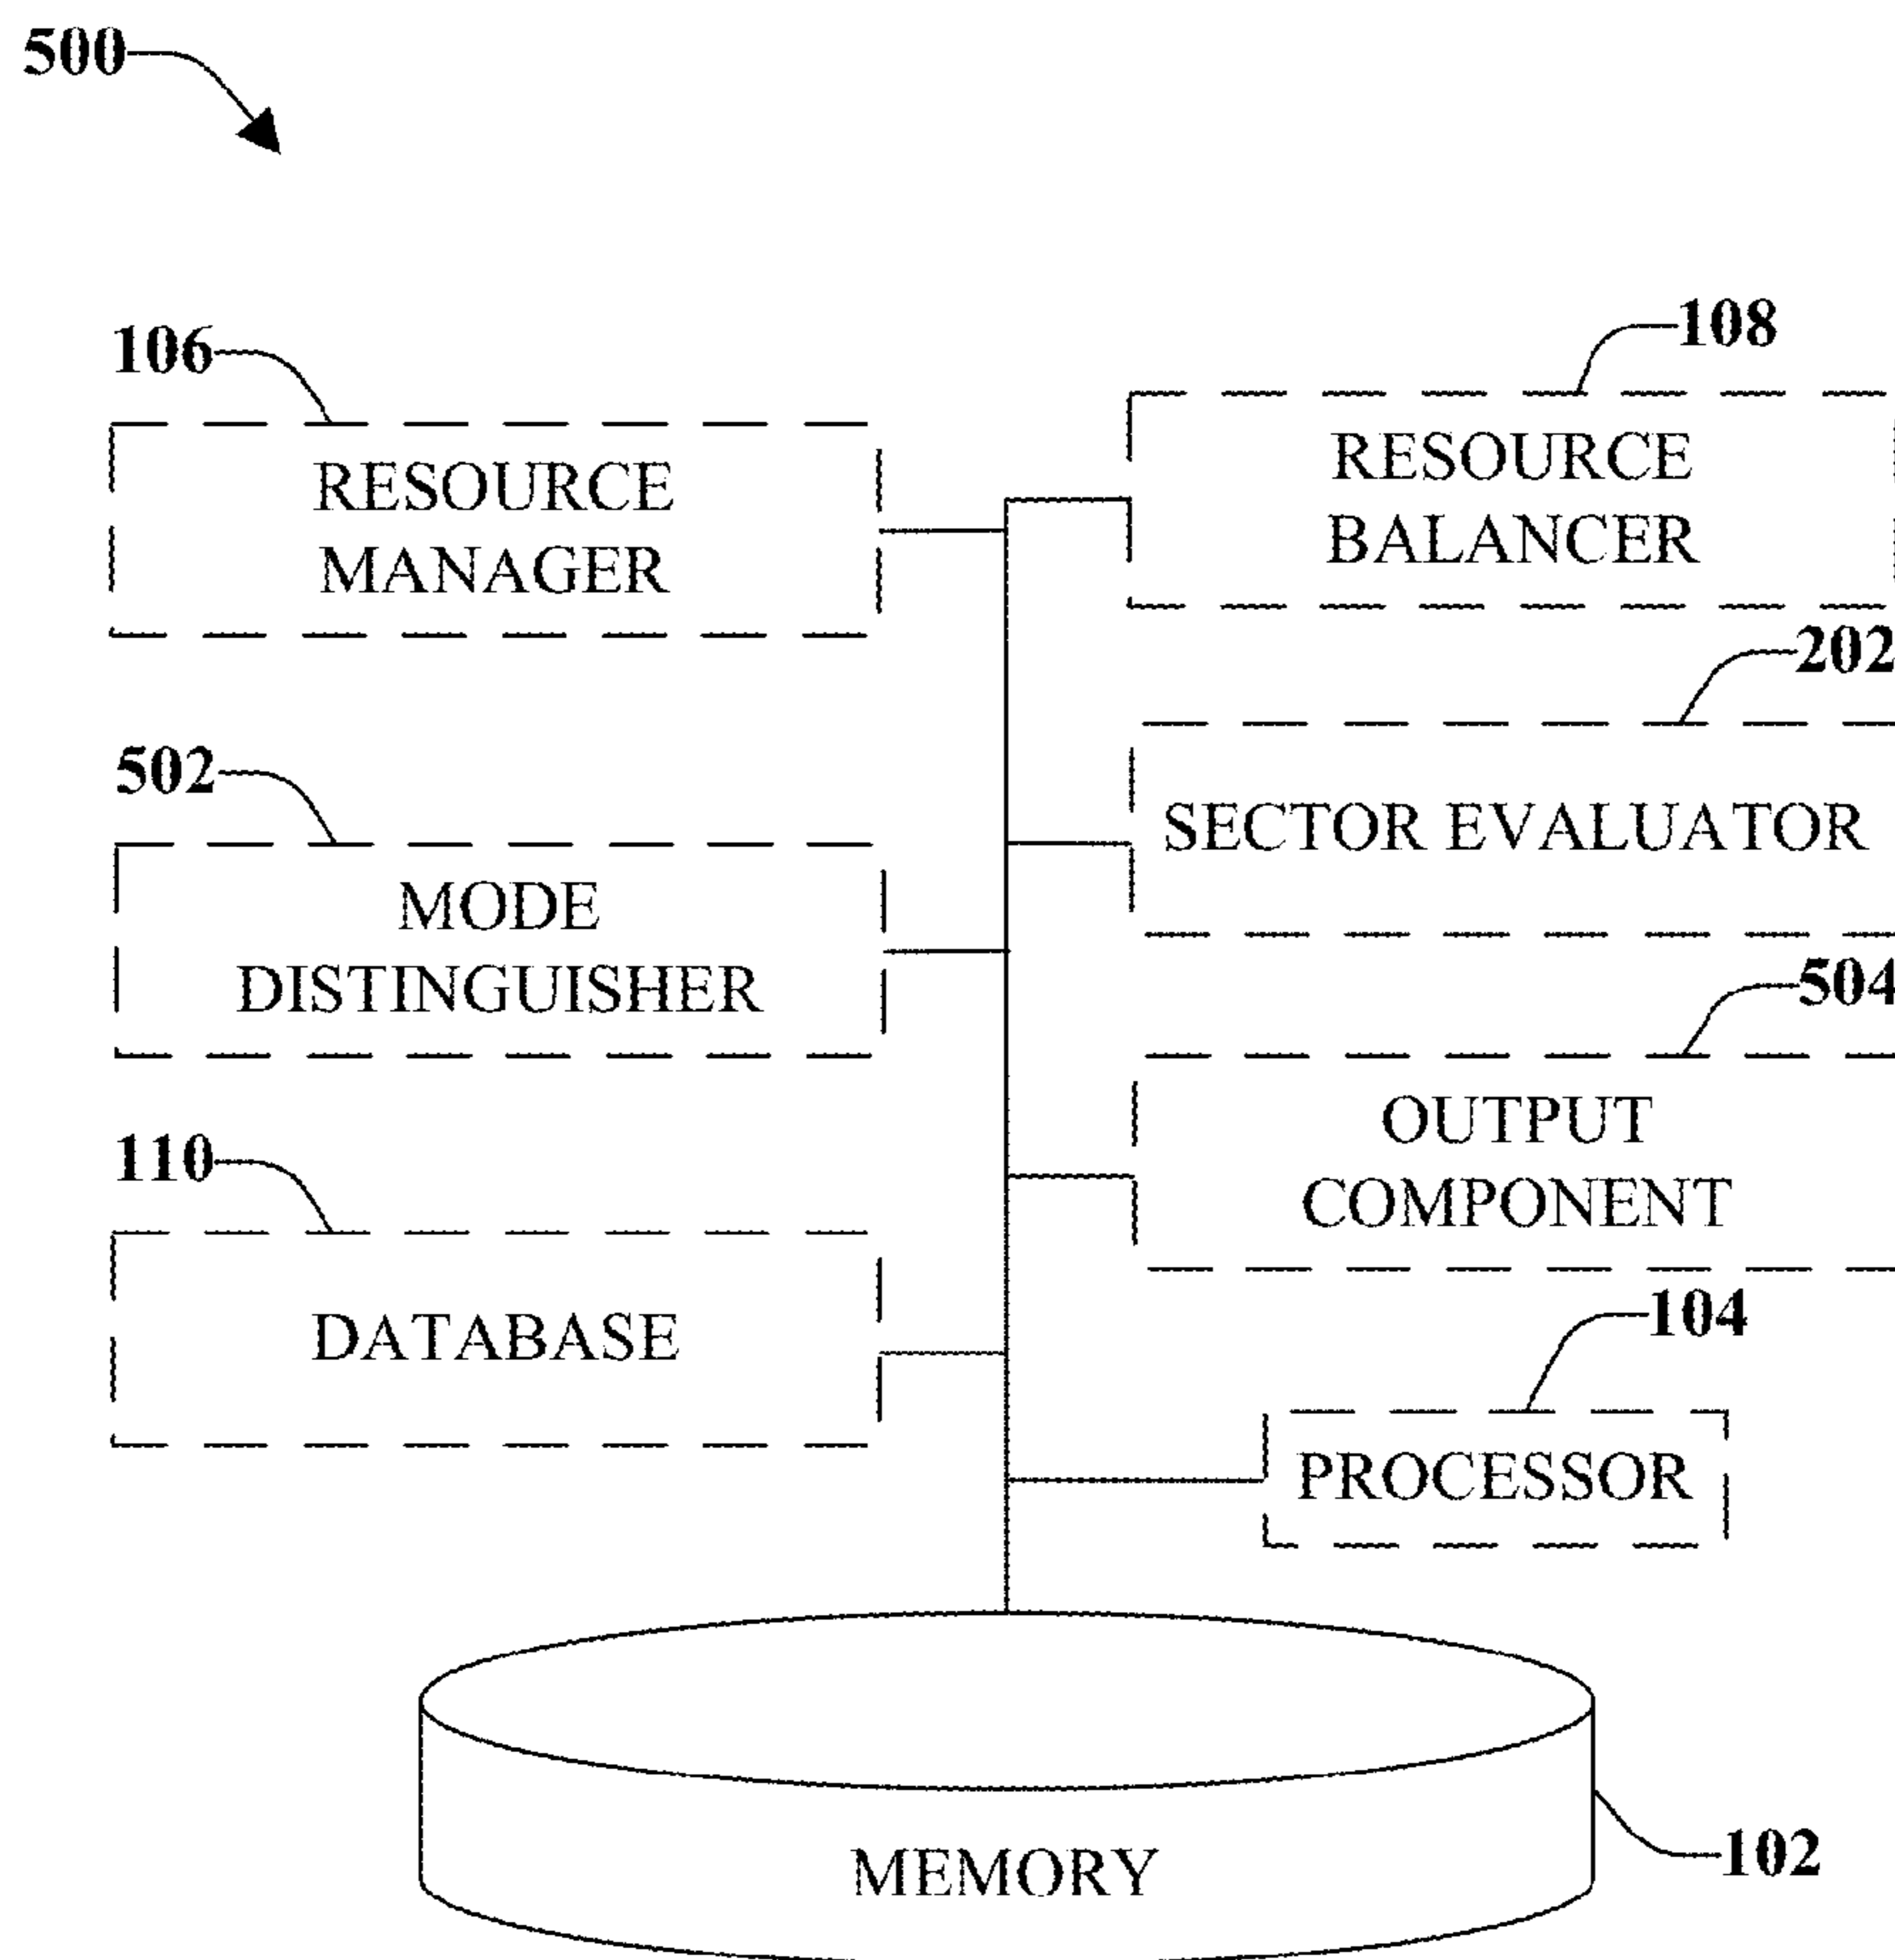 500
106
RESOURCE
MANAGER
108
RESOURCE
BALANCER
202
SECTOR EVALUATOR
502
MODE
DISTINGUISHER
504
OUTPUT
COMPONENT
110
DATABASE
104
PROCESSOR
MEMORY
102